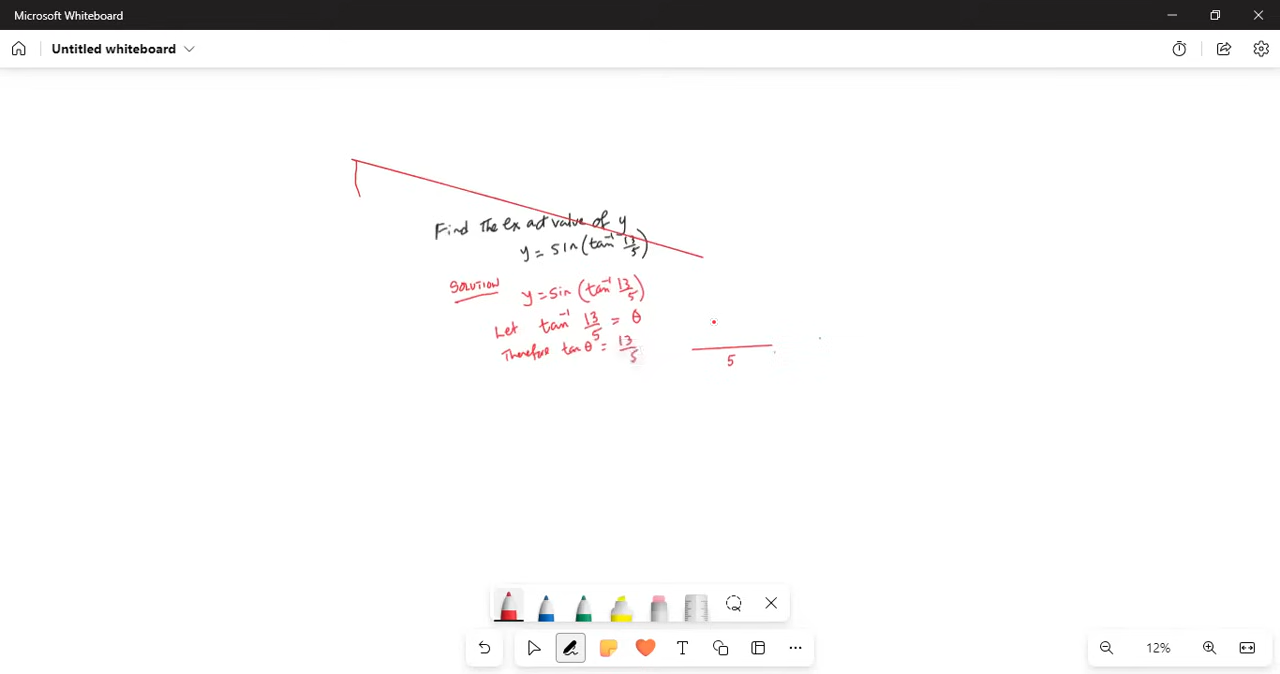 Microsoft Whiteboard
Untitled whiteboard
Find The exact value of y
y = sin(tan⁻¹ 13/5)
Solution y = sin (tan⁻¹ 13/5)
Let tan⁻¹ 13/5 = θ
Therefore tan θ = 13/5
5
T
12%